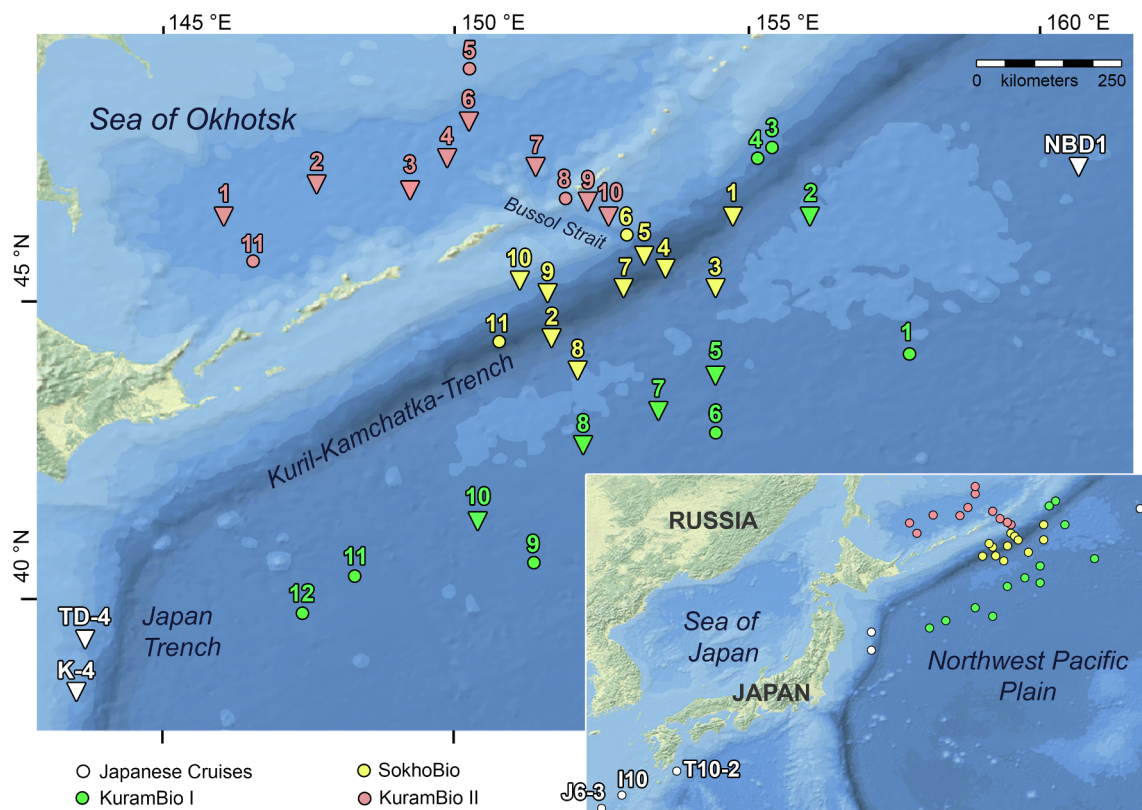 145 °E
150 °E
155 °E
160 °E
0 kilometers 250
Sea of Okhotsk
5
6
4
7
3
2
1
11
8
9
10
Bussol Strait
3
4
NBD1
1
2
6
5
4
10
9
7
3
45 °N
11
2
8
1
5
7
6
8
Kuril-Kamchatka-Trench
10
9
11
12
40 °N
TD-4
K-4
Japan
Trench
RUSSIA
Sea of
Japan
JAPAN
Northwest Pacific
Plain
T10-2
I10
J6-3
Japanese Cruises
SokhoBio
KuramBio I
KuramBio II